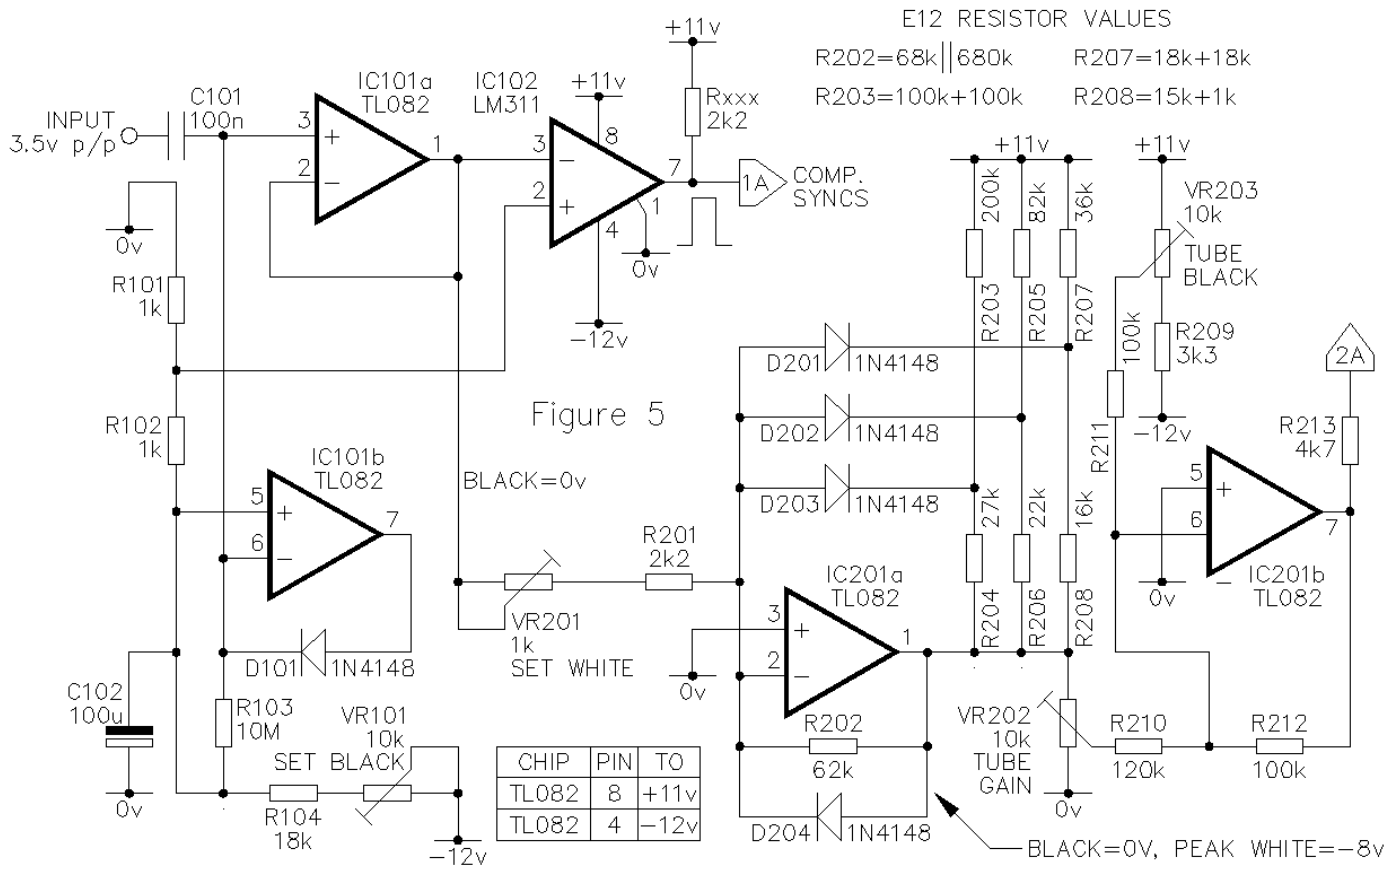 E12 RESISTOR VALUES
R202=68k||680k
R207=18k+18k
R203=100k+100k
R208=15k+1k
+11v
IC101a
TL082
IC102
LM311
+11v
Rxxx
2k2
C101
100n
INPUT
3.5v p/p
3
+
1
2
−
3
−
8
7
2
+
1
4
1A
COMP.
SYNCS
0v
−12v
0v
R101
1k
+11v
200k
82k
36k
R203
R205
R207
+11v
VR203
10k
TUBE
BLACK
100k
R211
R209
3k3
−12v
2A
R213
4k7
D201
1N4148
D202
1N4148
D203
1N4148
Figure 5
R102
1k
IC101b
TL082
5
+
7
6
−
BLACK=0v
27k
22k
16k
R204
R206
R208
5
+
6
7
−
IC201b
TL082
0v
R201
2k2
VR201
1k
SET WHITE
IC201a
TL082
3
+
1
2
−
0v
D101
1N4148
C102
100u
0v
R103
10M
VR101
10k
SET BLACK
R104
18k
−12v
CHIP PIN TO
TL082 8 +11v
TL082 4 −12v
R202
62k
D204
1N4148
VR202
10k
TUBE
GAIN
0v
R210
120k
R212
100k
BLACK=0V, PEAK WHITE=−8v